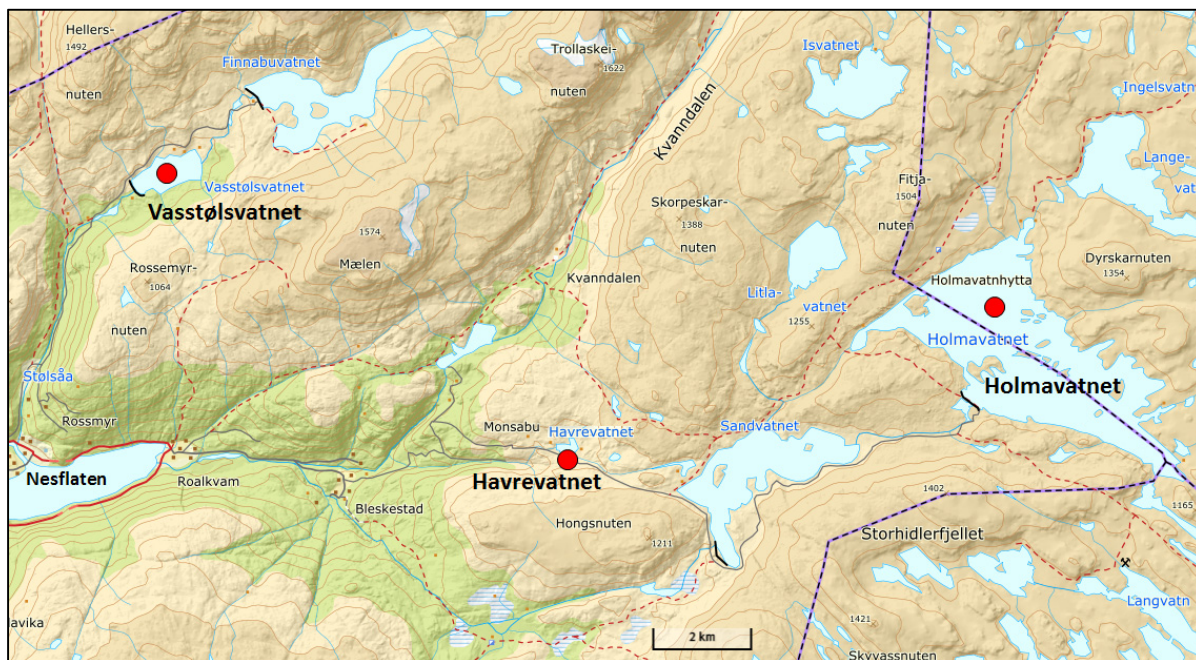 Hellers-
1492
nuten
Finnabuvatnet
Trollaskei-
1622
nuten
Isvatnet
Ingelsvatn
Kvanndalen
Lange-
vat
Vasstølsvatnet
Vasstølsvatnet
Fitja-
1504
nuten
Skorpeskar-
1388
nuten
1574
Mælen
Rossemyr-
1064
nuten
Kvanndalen
Dyrskarnuten
1354
Holmavatnhytta
Litla-
vatnet
1255
Holmavatnet
Holmavatnet
Stølsåa
Rossmyr
Monsabu
Havrevatnet
Sandvatnet
Nesflaten
Roalkvam
Havrevatnet
Bleskestad
Hongsnuten
1211
1402
1165
Storhidlerfjellet
Langvatn
1421
lavika
2 km
Skyvassnuten